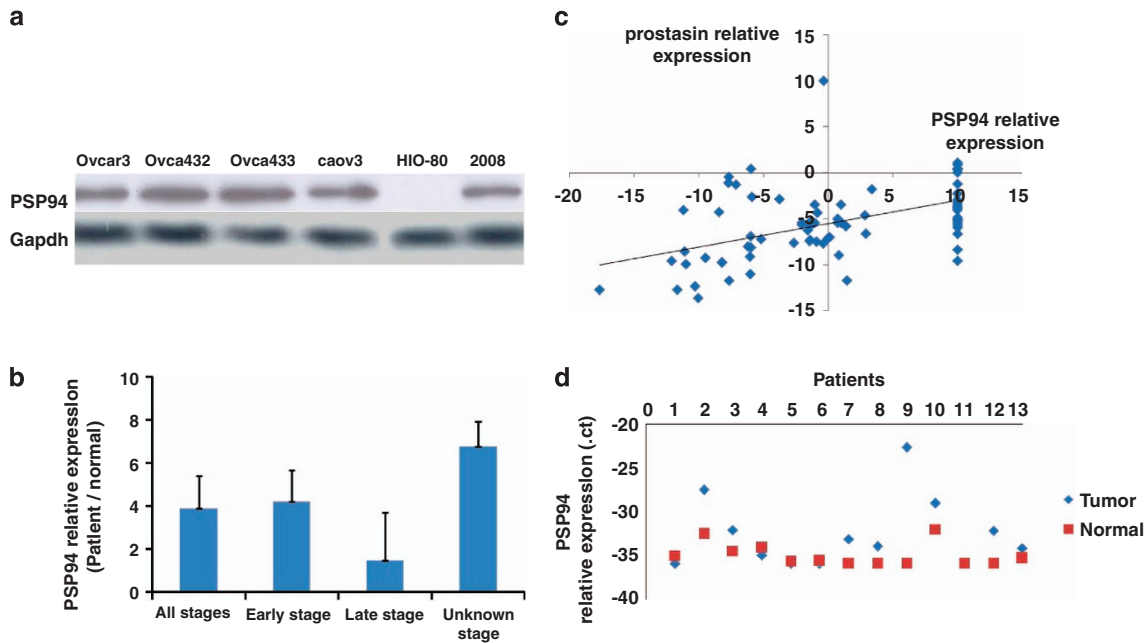 a
Ovcar3 Ovca432 Ovca433 caov3 HIO-80 2008
PSP94
Gapdh
b
PSP94 relative expression
(Patient / normal)
10
8
6
4
2
0
All stages Early stage Late stage Unknown
stage
c
prostasin relative
expression
PSP94 relative
expression
15
10
5
0
-5
-10
-15
-20 -15 -10 -5 0 5 10 15
d
Patients
0 1 2 3 4 5 6 7 8 9 10 11 12 13
PSP94
relative expression (.ct)
-20
-25
-30
-35
-40
Tumor
Normal